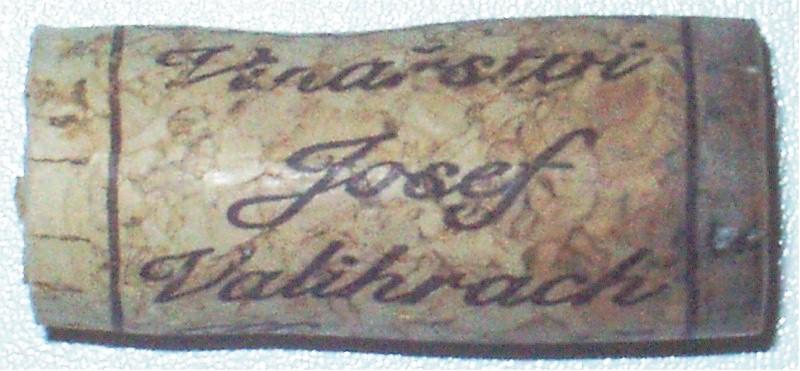 Vinařství
Josef
Valihrach